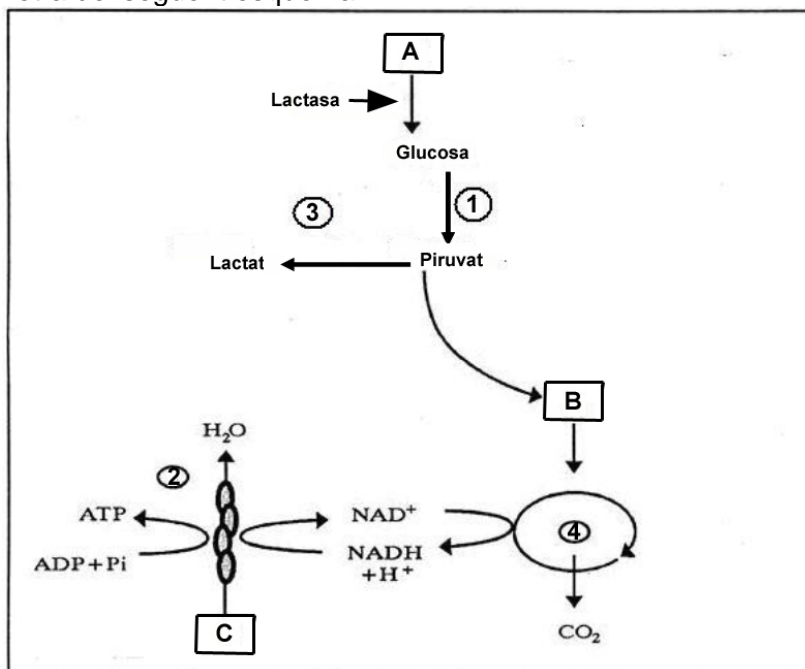 A
Lactasa
Glucosa
3
1
Lactat
Piruvat
B
H₂O
2
ATP
NAD⁺
4
ADP+Pi
NADH
+H⁺
C
CO₂